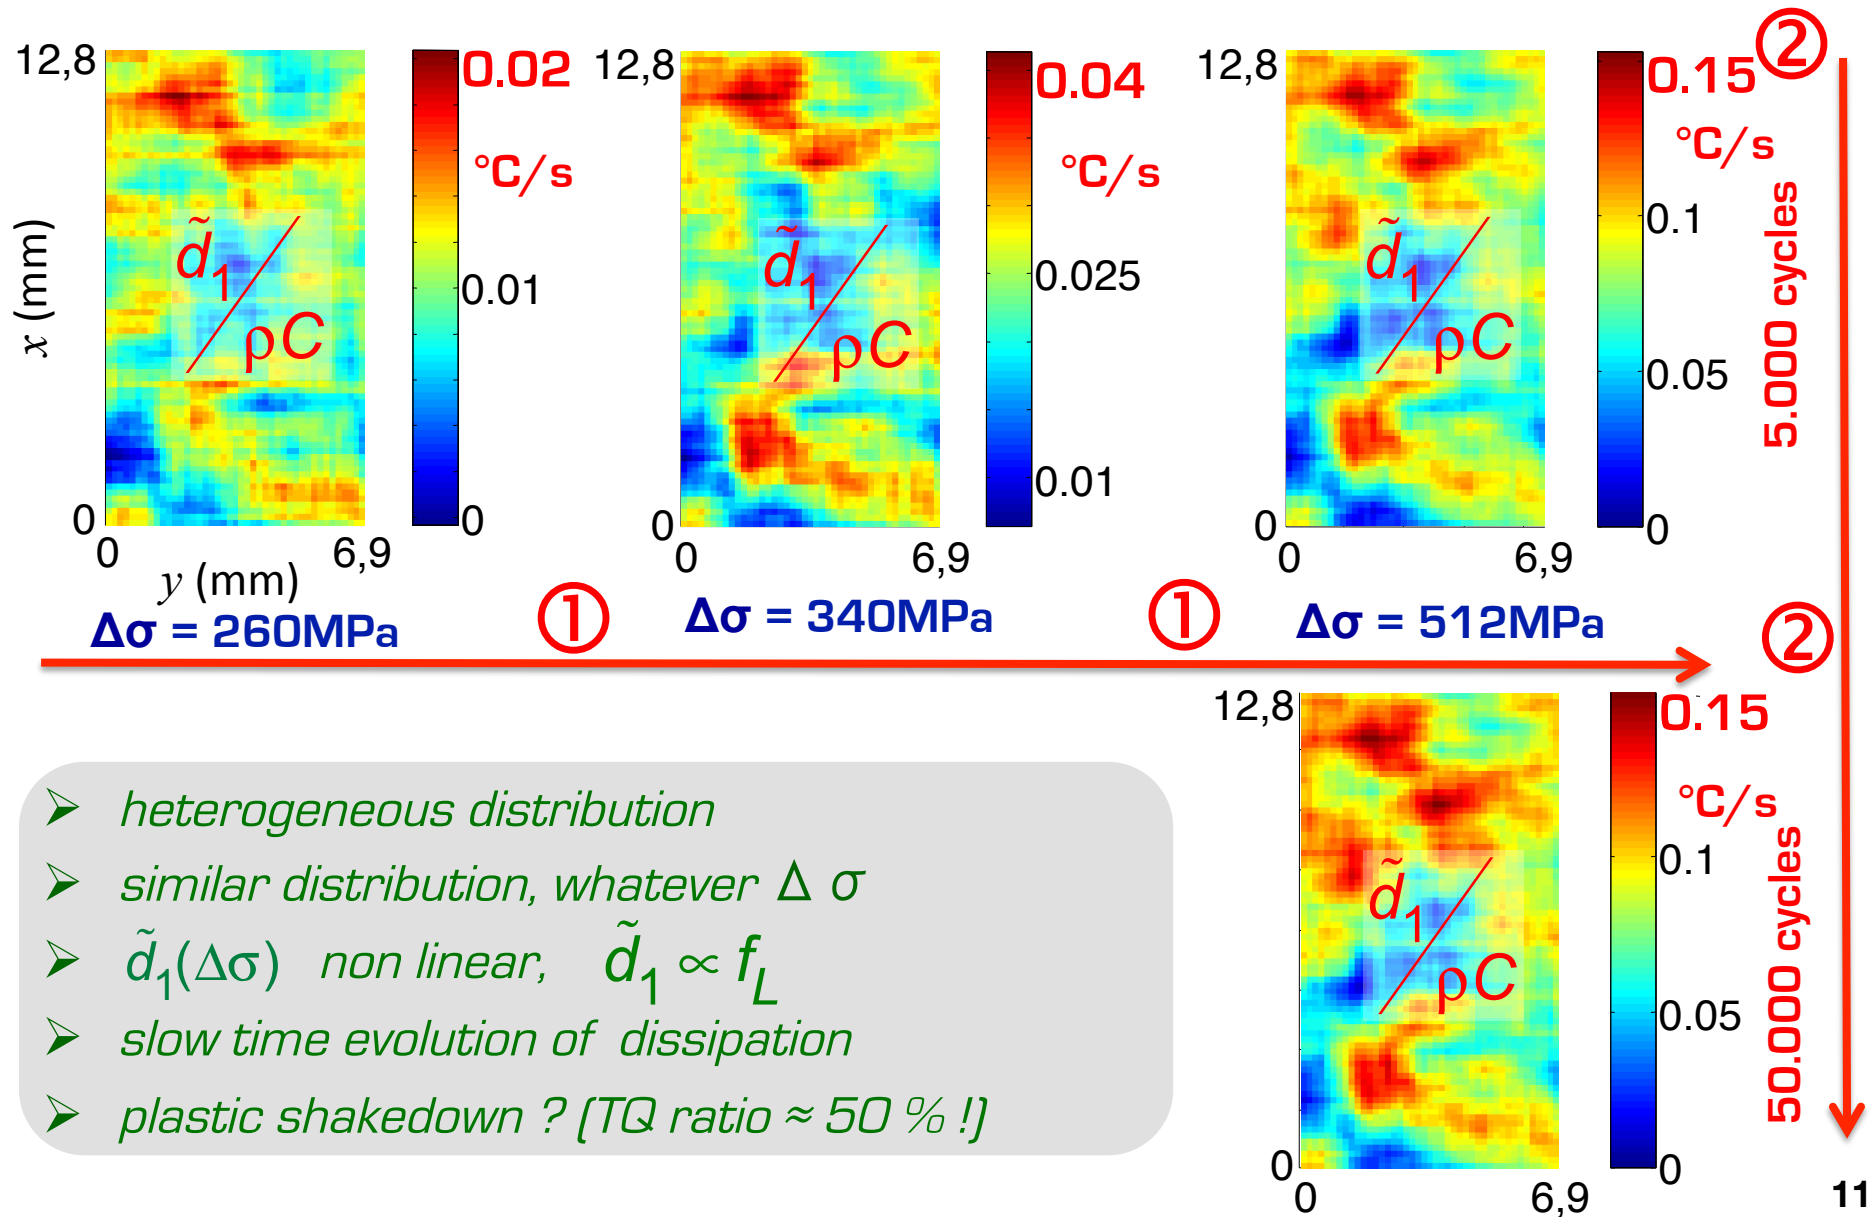 12,8
0.02
°C/s
0.01
0
x (mm)
d̃₁/ρC
0
0
6,9
y (mm)
Δσ = 260MPa
12,8
0.04
°C/s
0.025
0.01
d̃₁/ρC
0
0
6,9
Δσ = 340MPa
12,8
0.15
°C/s
0.1
0.05
0
d̃₁/ρC
0
0
6,9
Δσ = 512MPa
①
①
②
5.000 cycles
②
12,8
0.15
°C/s
0.1
0.05
0
d̃₁/ρC
0
0
6,9
50.000 cycles
➢ heterogeneous distribution
➢ similar distribution, whatever Δ σ
➢ d̃₁(Δσ) non linear, d̃₁ ∝ f_L
➢ slow time evolution of dissipation
➢ plastic shakedown ? (TQ ratio ≈ 50 % !)
11